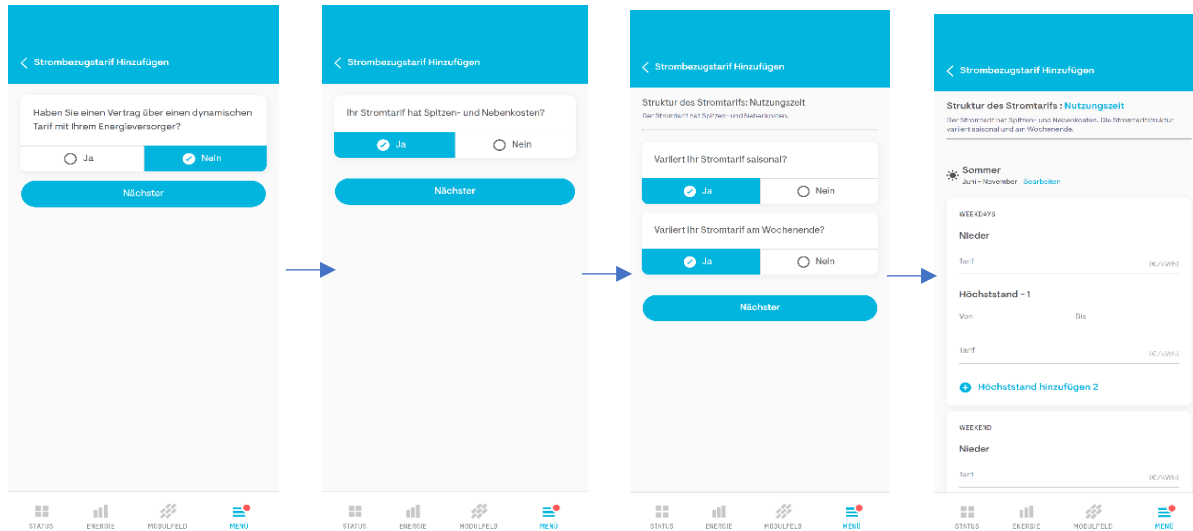 Strombezugstarif Hinzufügen
Haben Sie einen Vertrag über einen dynamischen
Tarif mit Ihrem Energieversorger?
Ja
Nein
Nächster
STATUS
ENERGIE
MODULFELD
MENÜ
Strombezugstarif Hinzufügen
Ihr Stromtarif hat Spitzen- und Nebenkosten?
Ja
Nein
Nächster
STATUS
ENERGIE
MODULFELD
MENÜ
Strombezugstarif Hinzufügen
Struktur des Stromtarifs: Nutzungszeit
Der Stromtarif hat Spitzen- und Nebenkosten.
Variiert Ihr Stromtarif saisonal?
Ja
Nein
Variiert Ihr Stromtarif am Wochenende?
Ja
Nein
Nächster
STATUS
ENERGIE
MODULFELD
MENÜ
Strombezugstarif Hinzufügen
Struktur des Stromtarifs : Nutzungszeit
Der Stromtarif hat Spitzen- und Nebenkosten. Die Stromtarifstruktur
variiert saisonal und am Wochenende.
Sommer
Juni - November Bearbeiten
WEEKDAYS
Nieder
Tarif
(€/kWh)
Höchststand - 1
Von
Bis
Tarif
(€/kWh)
Höchststand hinzufügen 2
WEEKEND
Nieder
Tarif
(€/kWh)
STATUS
ENERGIE
MODULFELD
MENÜ